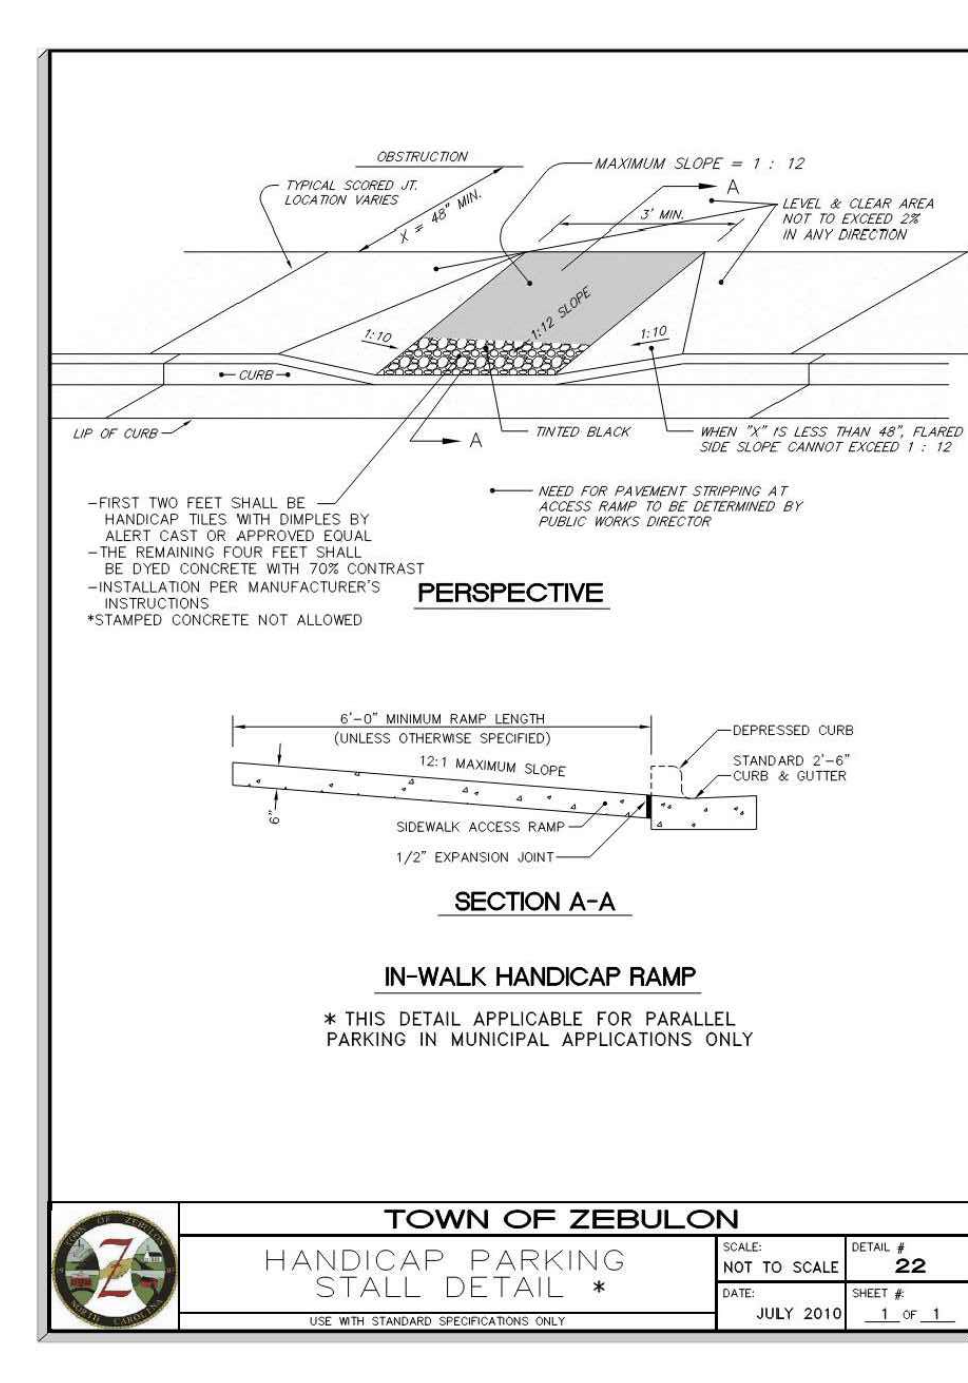 OBSTRUCTION
MAXIMUM SLOPE = 1 : 12
TYPICAL SCORED JT.
LOCATION VARIES
X = 48" MIN.
A
3' MIN.
LEVEL & CLEAR AREA
NOT TO EXCEED 2%
IN ANY DIRECTION
1:12 SLOPE
1:10
1:10
CURB
LIP OF CURB
A
TINTED BLACK
WHEN "X" IS LESS THAN 48", FLARED
SIDE SLOPE CANNOT EXCEED 1 : 12
NEED FOR PAVEMENT STRIPPING AT
ACCESS RAMP TO BE DETERMINED BY
PUBLIC WORKS DIRECTOR
-FIRST TWO FEET SHALL BE
HANDICAP TILES WITH DIMPLES BY
ALERT CAST OR APPROVED EQUAL
-THE REMAINING FOUR FEET SHALL
BE DYED CONCRETE WITH 70% CONTRAST
-INSTALLATION PER MANUFACTURER'S
INSTRUCTIONS
*STAMPED CONCRETE NOT ALLOWED
PERSPECTIVE
6'-0" MINIMUM RAMP LENGTH
(UNLESS OTHERWISE SPECIFIED)
12:1 MAXIMUM SLOPE
DEPRESSED CURB
STANDARD 2'-6"
CURB & GUTTER
6"
SIDEWALK ACCESS RAMP
1/2" EXPANSION JOINT
SECTION A-A
IN-WALK HANDICAP RAMP
* THIS DETAIL APPLICABLE FOR PARALLEL
PARKING IN MUNICIPAL APPLICATIONS ONLY
TOWN OF ZEBULON
NORTH CAROLINA
Z
TOWN OF ZEBULON
HANDICAP PARKING
STALL DETAIL *
USE WITH STANDARD SPECIFICATIONS ONLY
SCALE:
NOT TO SCALE
DETAIL #
22
DATE:
JULY 2010
SHEET #:
1 OF 1